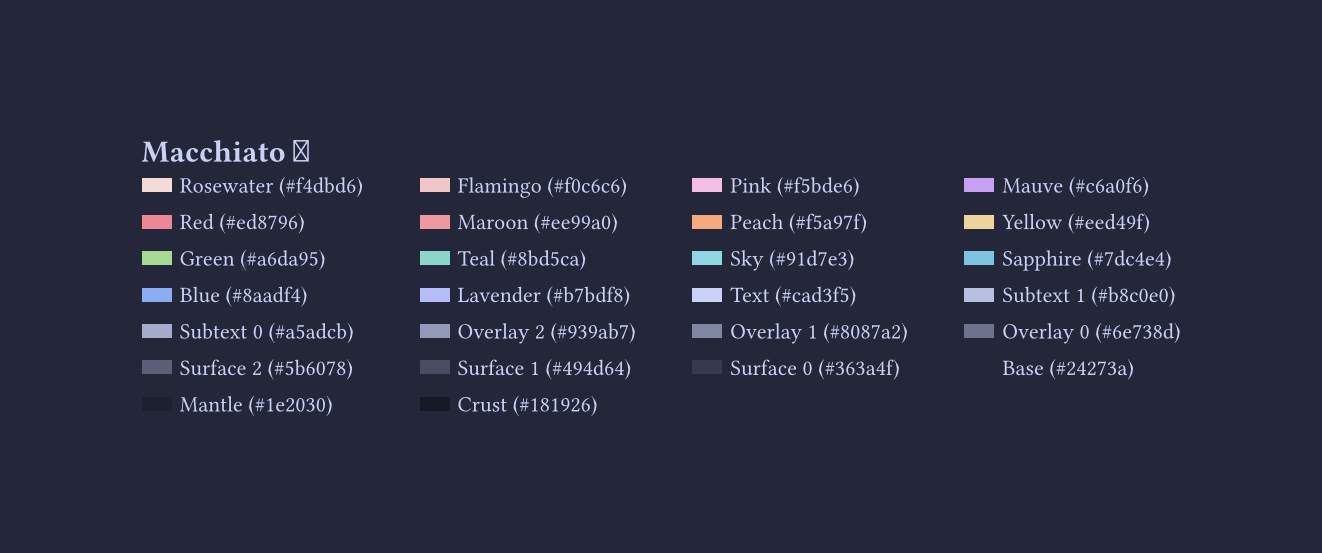 Macchiato
Rosewater (#f4dbd6) Flamingo (#f0c6c6) Pink (#f5bde6) Mauve (#c6a0f6)
Red (#ed8796) Maroon (#ee99a0) Peach (#f5a97f) Yellow (#eed49f)
Green (#a6da95) Teal (#8bd5ca) Sky (#91d7e3) Sapphire (#7dc4e4)
Blue (#8aadf4) Lavender (#b7bdf8) Text (#cad3f5) Subtext 1 (#b8c0e0)
Subtext 0 (#a5adcb) Overlay 2 (#939ab7) Overlay 1 (#8087a2) Overlay 0 (#6e738d)
Surface 2 (#5b6078) Surface 1 (#494d64) Surface 0 (#363a4f) Base (#24273a)
Mantle (#1e2030) Crust (#181926)